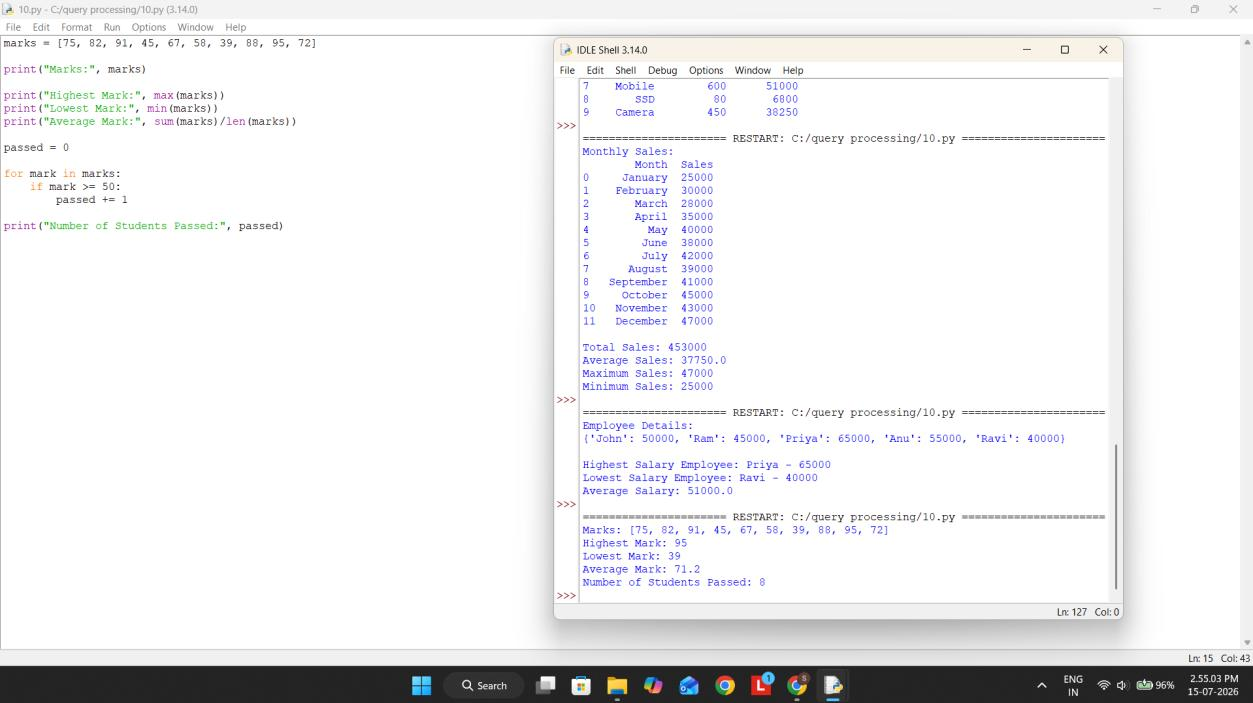 10.py - C:/query processing/10.py (3.14.0)
File Edit Format Run Options Window Help
marks = [75, 82, 91, 45, 67, 58, 39, 88, 95, 72]

print("Marks:", marks)

print("Highest Mark:", max(marks))
print("Lowest Mark:", min(marks))
print("Average Mark:", sum(marks)/len(marks))

passed = 0

for mark in marks:
    if mark >= 50:
        passed += 1

print("Number of Students Passed:", passed)
IDLE Shell 3.14.0
File Edit Shell Debug Options Window Help
7 Mobile 600 51000
8 SSD 80 6800
9 Camera 450 38250
>>>
====================== RESTART: C:/query processing/10.py ======================
Monthly Sales:
Month Sales
0 January 25000
1 February 30000
2 March 28000
3 April 35000
4 May 40000
5 June 38000
6 July 42000
7 August 39000
8 September 41000
9 October 45000
10 November 43000
11 December 47000

Total Sales: 453000
Average Sales: 37750.0
Maximum Sales: 47000
Minimum Sales: 25000
>>>
====================== RESTART: C:/query processing/10.py ======================
Employee Details:
{'John': 50000, 'Ram': 45000, 'Priya': 65000, 'Anu': 55000, 'Ravi': 40000}

Highest Salary Employee: Priya - 65000
Lowest Salary Employee: Ravi - 40000
Average Salary: 51000.0
>>>
====================== RESTART: C:/query processing/10.py ======================
Marks: [75, 82, 91, 45, 67, 58, 39, 88, 95, 72]
Highest Mark: 95
Lowest Mark: 39
Average Mark: 71.2
Number of Students Passed: 8
>>>
Ln: 127 Col: 0
Ln: 15 Col: 43
Search
L
1
S
ENG
IN
96%
2.55.03 PM
15-07-2026